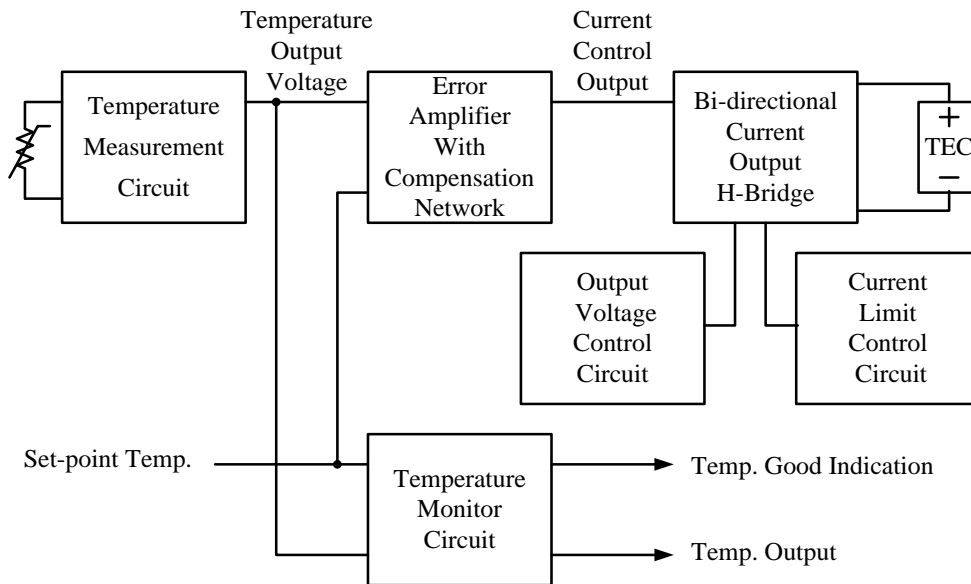 Temperature
Output
Voltage
Current
Control
Output
Temperature
Measurement
Circuit
Error
Amplifier
With
Compensation
Network
Bi-directional
Current
Output
H-Bridge
+
TEC
−
Output
Voltage
Control
Circuit
Current
Limit
Control
Circuit
Set-point Temp.
Temperature
Monitor
Circuit
Temp. Good Indication
Temp. Output